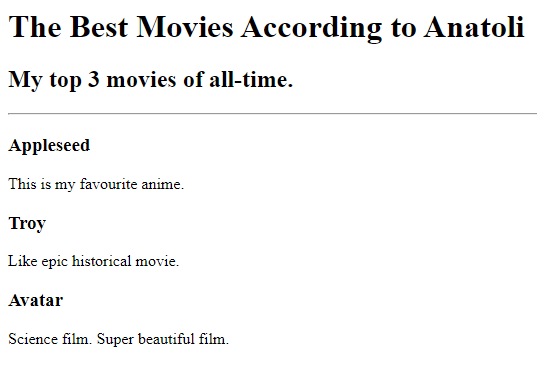 The Best Movies According to Anatoli
My top 3 movies of all-time.
Appleseed
This is my favourite anime.
Troy
Like epic historical movie.
Avatar
Science film. Super beautiful film.